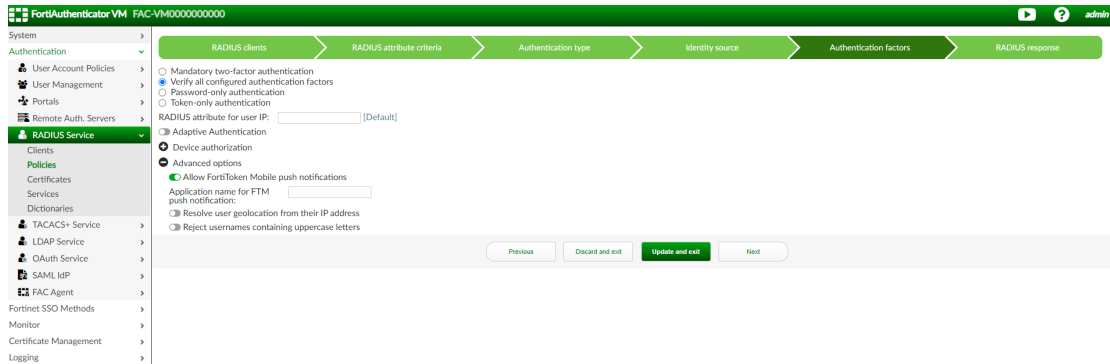 FortiAuthenticator VM FAC-VM0000000000
admin
System
Authentication
User Account Policies
User Management
Portals
Remote Auth. Servers
RADIUS Service
Clients
Policies
Certificates
Services
Dictionaries
TACACS+ Service
LDAP Service
OAuth Service
SAML IdP
FAC Agent
Fortinet SSO Methods
Monitor
Certificate Management
Logging
RADIUS clients
RADIUS attribute criteria
Authentication type
Identity source
Authentication factors
RADIUS response
Mandatory two-factor authentication
Verify all configured authentication factors
Password-only authentication
Token-only authentication
RADIUS attribute for user IP: [Default]
Adaptive Authentication
Device authorization
Advanced options
Allow FortiToken Mobile push notifications
Application name for FTM
push notification:
Resolve user geolocation from their IP address
Reject usernames containing uppercase letters
Previous
Discard and exit
Update and exit
Next